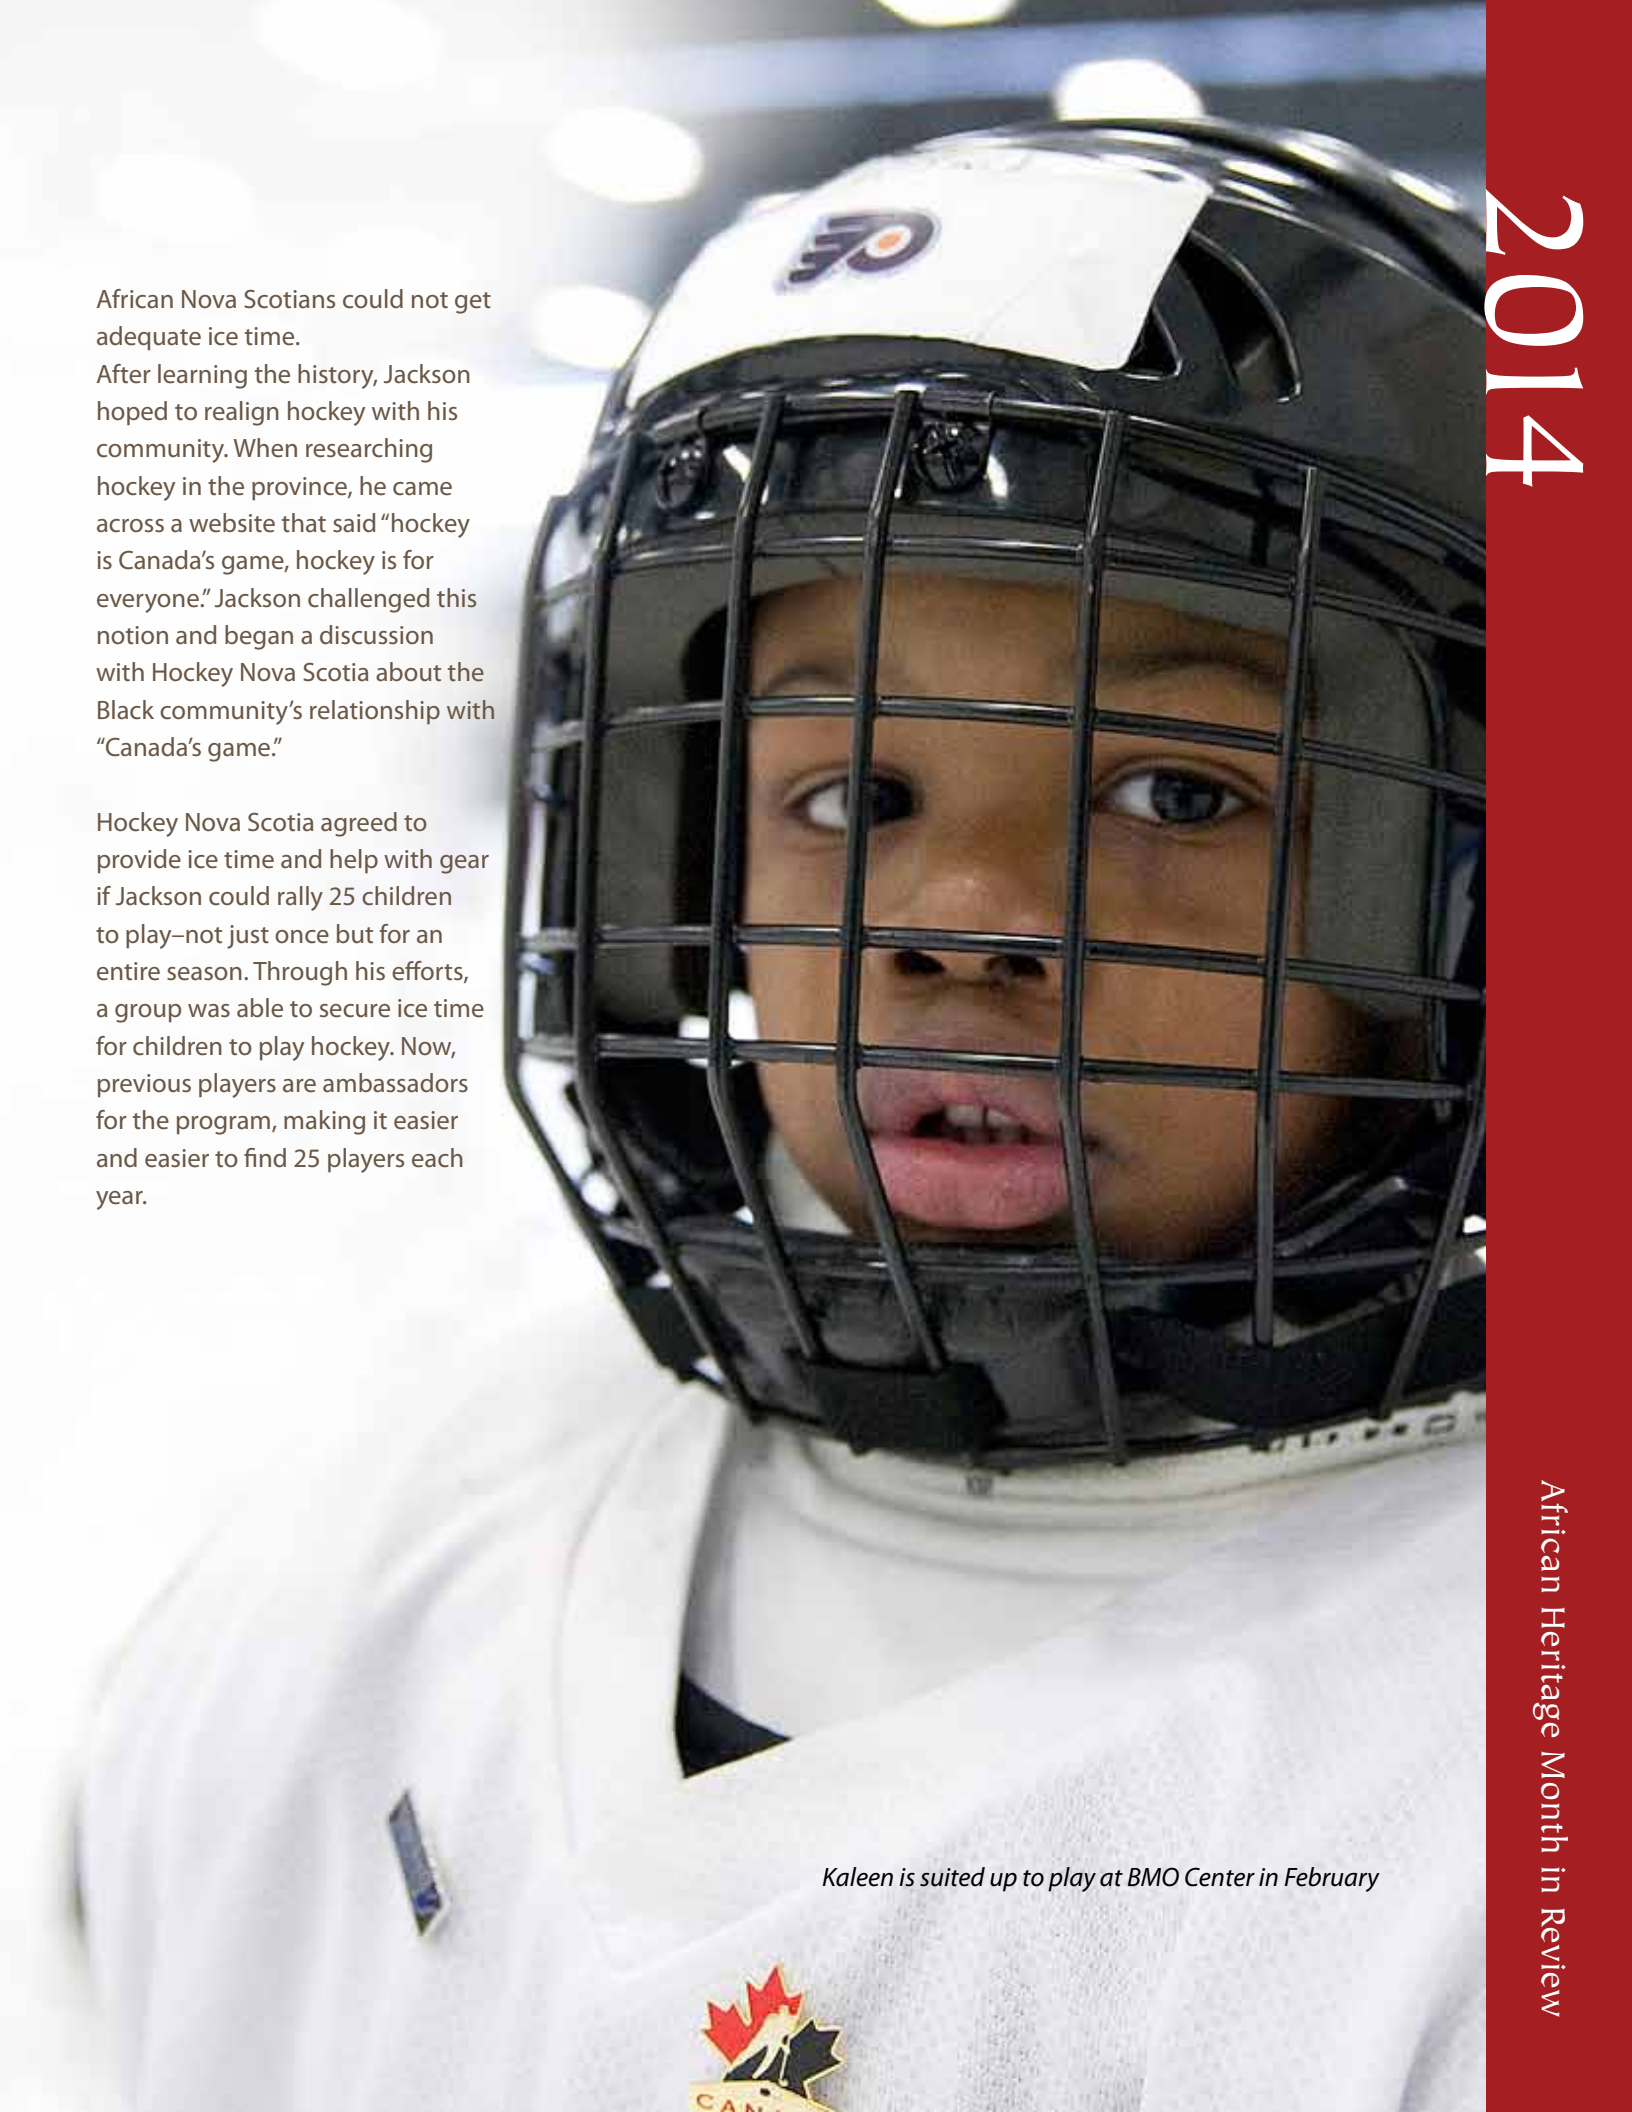 African Nova Scotians could not get
adequate ice time.
After learning the history, Jackson
hoped to realign hockey with his
community. When researching
hockey in the province, he came
across a website that said “hockey
is Canada’s game, hockey is for
everyone.” Jackson challenged this
notion and began a discussion
with Hockey Nova Scotia about the
Black community’s relationship with
“Canada’s game.”
Hockey Nova Scotia agreed to
provide ice time and help with gear
if Jackson could rally 25 children
to play–not just once but for an
entire season. Through his efforts,
a group was able to secure ice time
for children to play hockey. Now,
previous players are ambassadors
for the program, making it easier
and easier to find 25 players each
year.
Kaleen is suited up to play at BMO Center in February
2014
African Heritage Month in Review